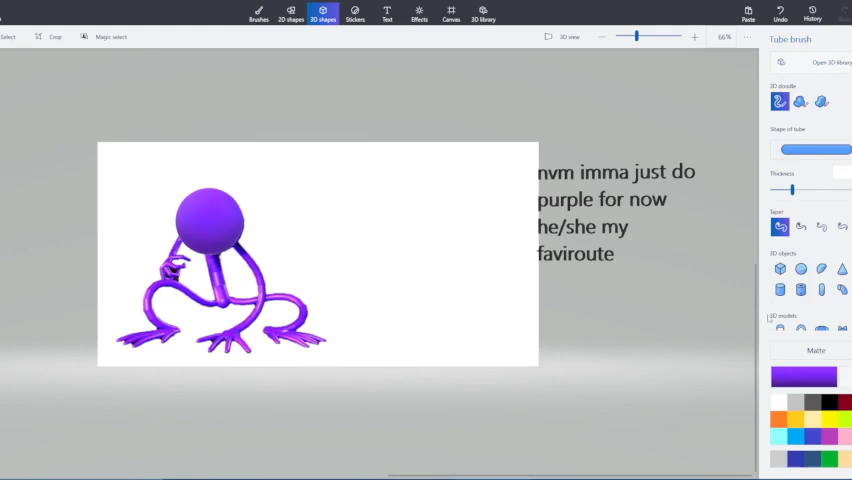 Brushes 2D shapes 3D shapes Stickers Text Effects Canvas 3D library Paste Undo History
Select Crop Magic select 3D view 66%
Tube brush
Open 3D library
3D doodle
Shape of tube
Thickness
Taper
3D objects
3D models
Matte
nvm imma just do
purple for now
he/she my
faviroute